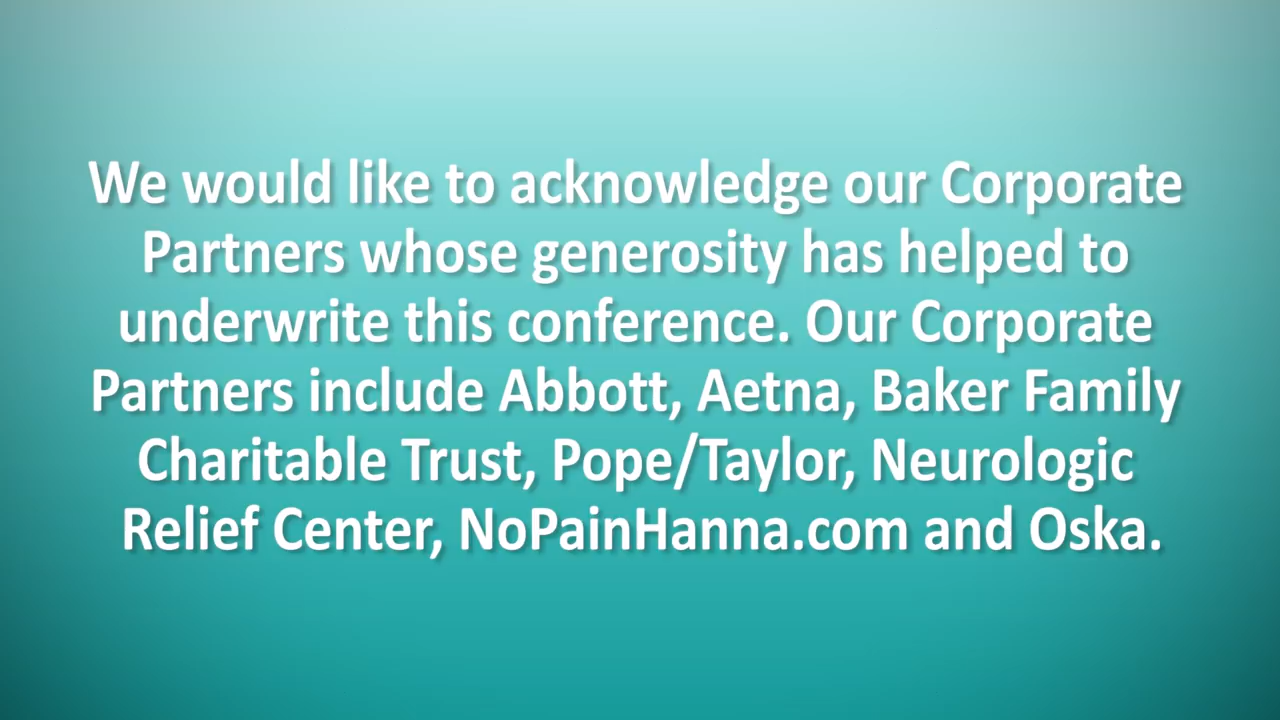 We would like to acknowledge our Corporate
Partners whose generosity has helped to
underwrite this conference. Our Corporate
Partners include Abbott, Aetna, Baker Family
Charitable Trust, Pope/Taylor, Neurologic
Relief Center, NoPainHanna.com and Oska.